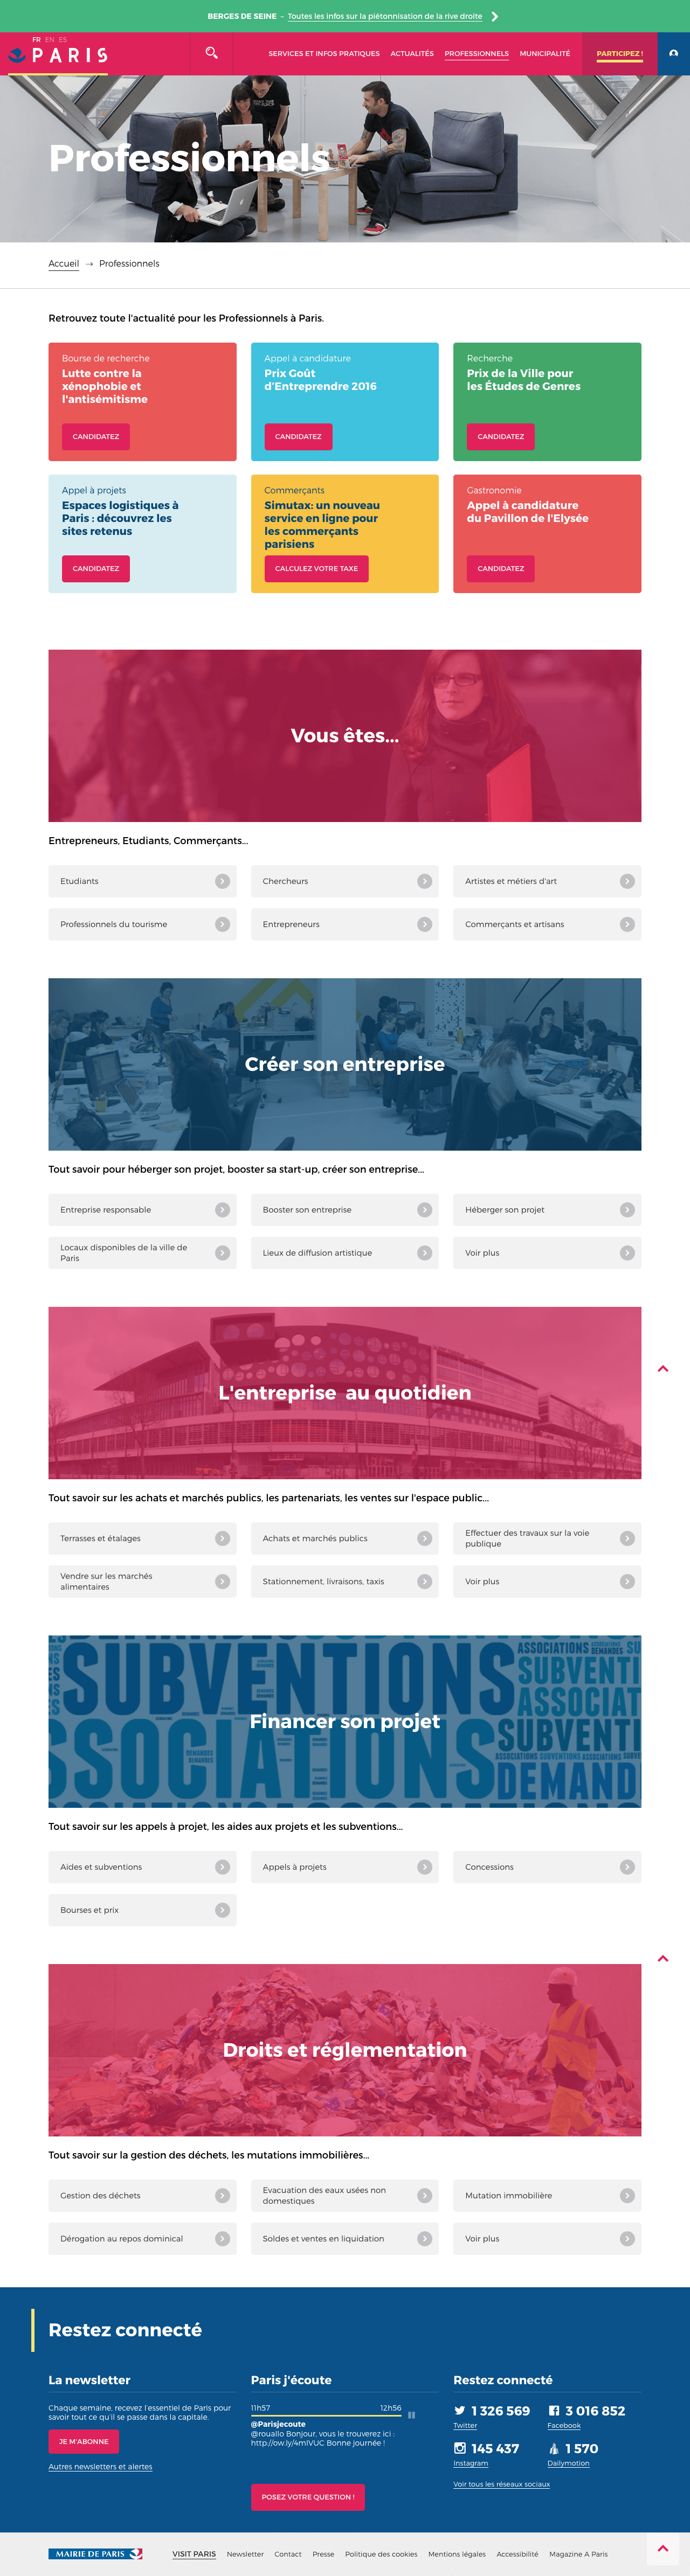 BERGES DE SEINE - Toutes les infos sur la piétonnisation de la rive droite
FR EN ES
PARIS
SERVICES ET INFOS PRATIQUES ACTUALITÉS PROFESSIONNELS MUNICIPALITÉ PARTICIPEZ !
Professionnels
Accueil → Professionnels
Retrouvez toute l'actualité pour les Professionnels à Paris.
Bourse de recherche
Lutte contre la
xénophobie et
l'antisémitisme
CANDIDATEZ
Appel à candidature
Prix Goût
d'Entreprendre 2016
CANDIDATEZ
Recherche
Prix de la Ville pour
les Études de Genres
CANDIDATEZ
Appel à projets
Espaces logistiques à
Paris : découvrez les
sites retenus
CANDIDATEZ
Commerçants
Simutax: un nouveau
service en ligne pour
les commerçants
parisiens
CALCULEZ VOTRE TAXE
Gastronomie
Appel à candidature
du Pavillon de l'Elysée
CANDIDATEZ
Vous êtes...
Entrepreneurs, Etudiants, Commerçants...
Etudiants
Chercheurs
Artistes et métiers d'art
Professionnels du tourisme
Entrepreneurs
Commerçants et artisans
Créer son entreprise
Tout savoir pour héberger son projet, booster sa start-up, créer son entreprise...
Entreprise responsable
Booster son entreprise
Héberger son projet
Locaux disponibles de la ville de
Paris
Lieux de diffusion artistique
Voir plus
L'entreprise au quotidien
Tout savoir sur les achats et marchés publics, les partenariats, les ventes sur l'espace public...
Terrasses et étalages
Achats et marchés publics
Effectuer des travaux sur la voie
publique
Vendre sur les marchés
alimentaires
Stationnement, livraisons, taxis
Voir plus
SUBVENTIONS
ASSOCIATIONS
DEMANDES
SUBVENTI
ASSOCIAT
SUBVENTIONS
DEMAND
Financer son projet
Tout savoir sur les appels à projet, les aides aux projets et les subventions...
Aides et subventions
Appels à projets
Concessions
Bourses et prix
Droits et réglementation
Tout savoir sur la gestion des déchets, les mutations immobilières...
Gestion des déchets
Evacuation des eaux usées non
domestiques
Mutation immobilière
Dérogation au repos dominical
Soldes et ventes en liquidation
Voir plus
Restez connecté
La newsletter
Chaque semaine, recevez l'essentiel de Paris pour
savoir tout ce qu'il se passe dans la capitale.
JE M'ABONNE
Autres newsletters et alertes
Paris j'écoute
11h57 12h56
@Parisjecoute
@rouallo Bonjour, vous le trouverez ici :
http://ow.ly/4mIVUC Bonne journée !
POSEZ VOTRE QUESTION !
Restez connecté
1 326 569
Twitter
3 016 852
Facebook
145 437
Instagram
1 570
Dailymotion
Voir tous les réseaux sociaux
MAIRIE DE PARIS
VISIT PARIS Newsletter Contact Presse Politique des cookies Mentions légales Accessibilité Magazine A Paris